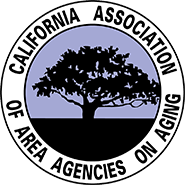 CALIFORNIA ASSOCIATION
OF AREA AGENCIES ON AGING